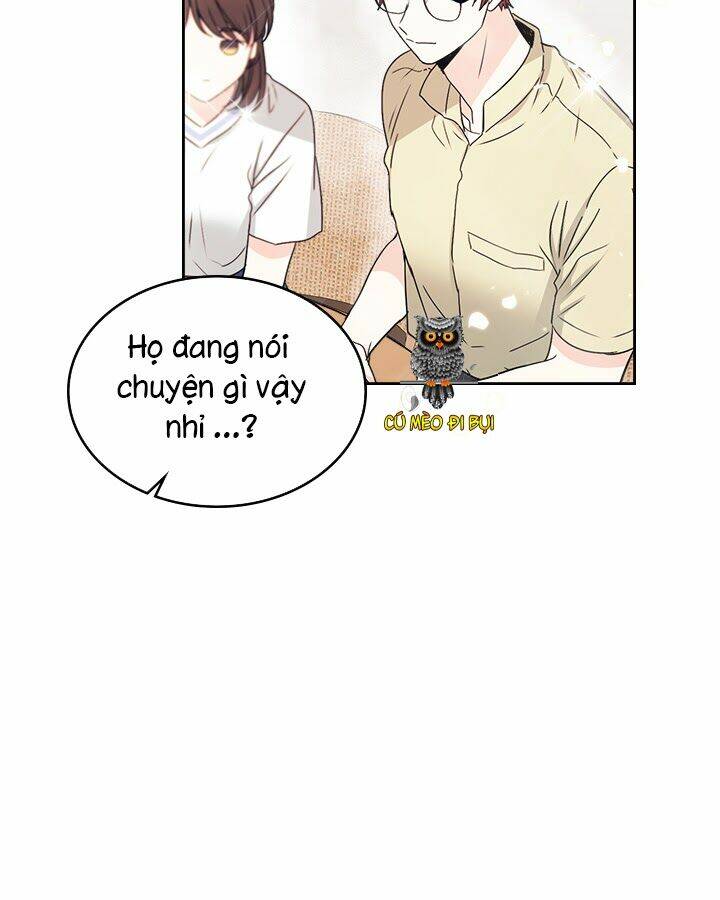 Họ đang nói
chuyện gì vậy
nhỉ ...?
CÚ MÈO ĐI BỤI